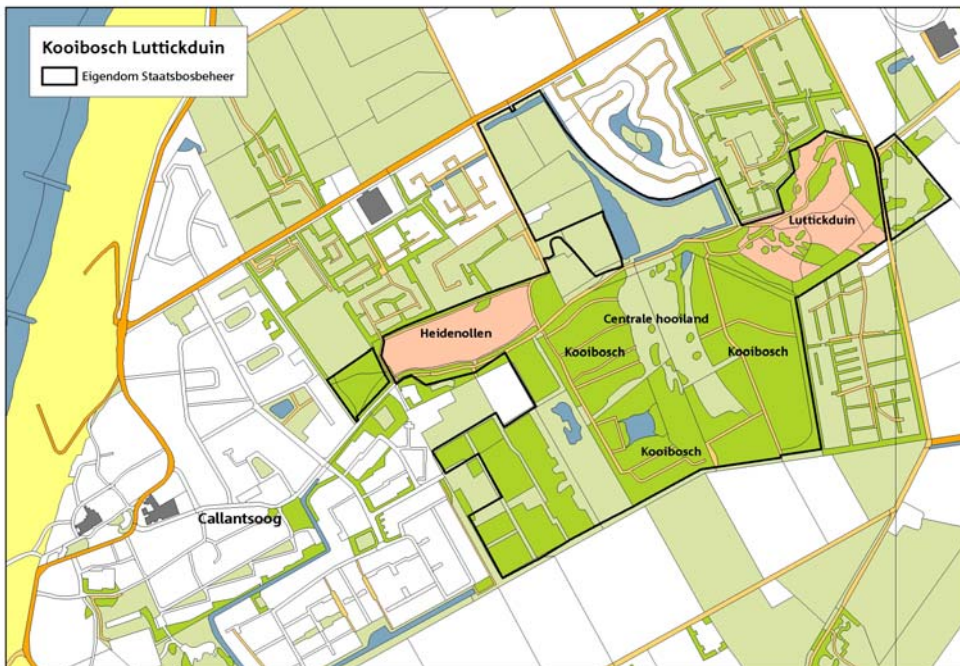 Kooibosch Luttickduin
Eigendom Staatsbosbeheer
Luttickduin
Heidenollen
Centrale hooiland
Kooibosch
Kooibosch
Kooibosch
Callantsoog